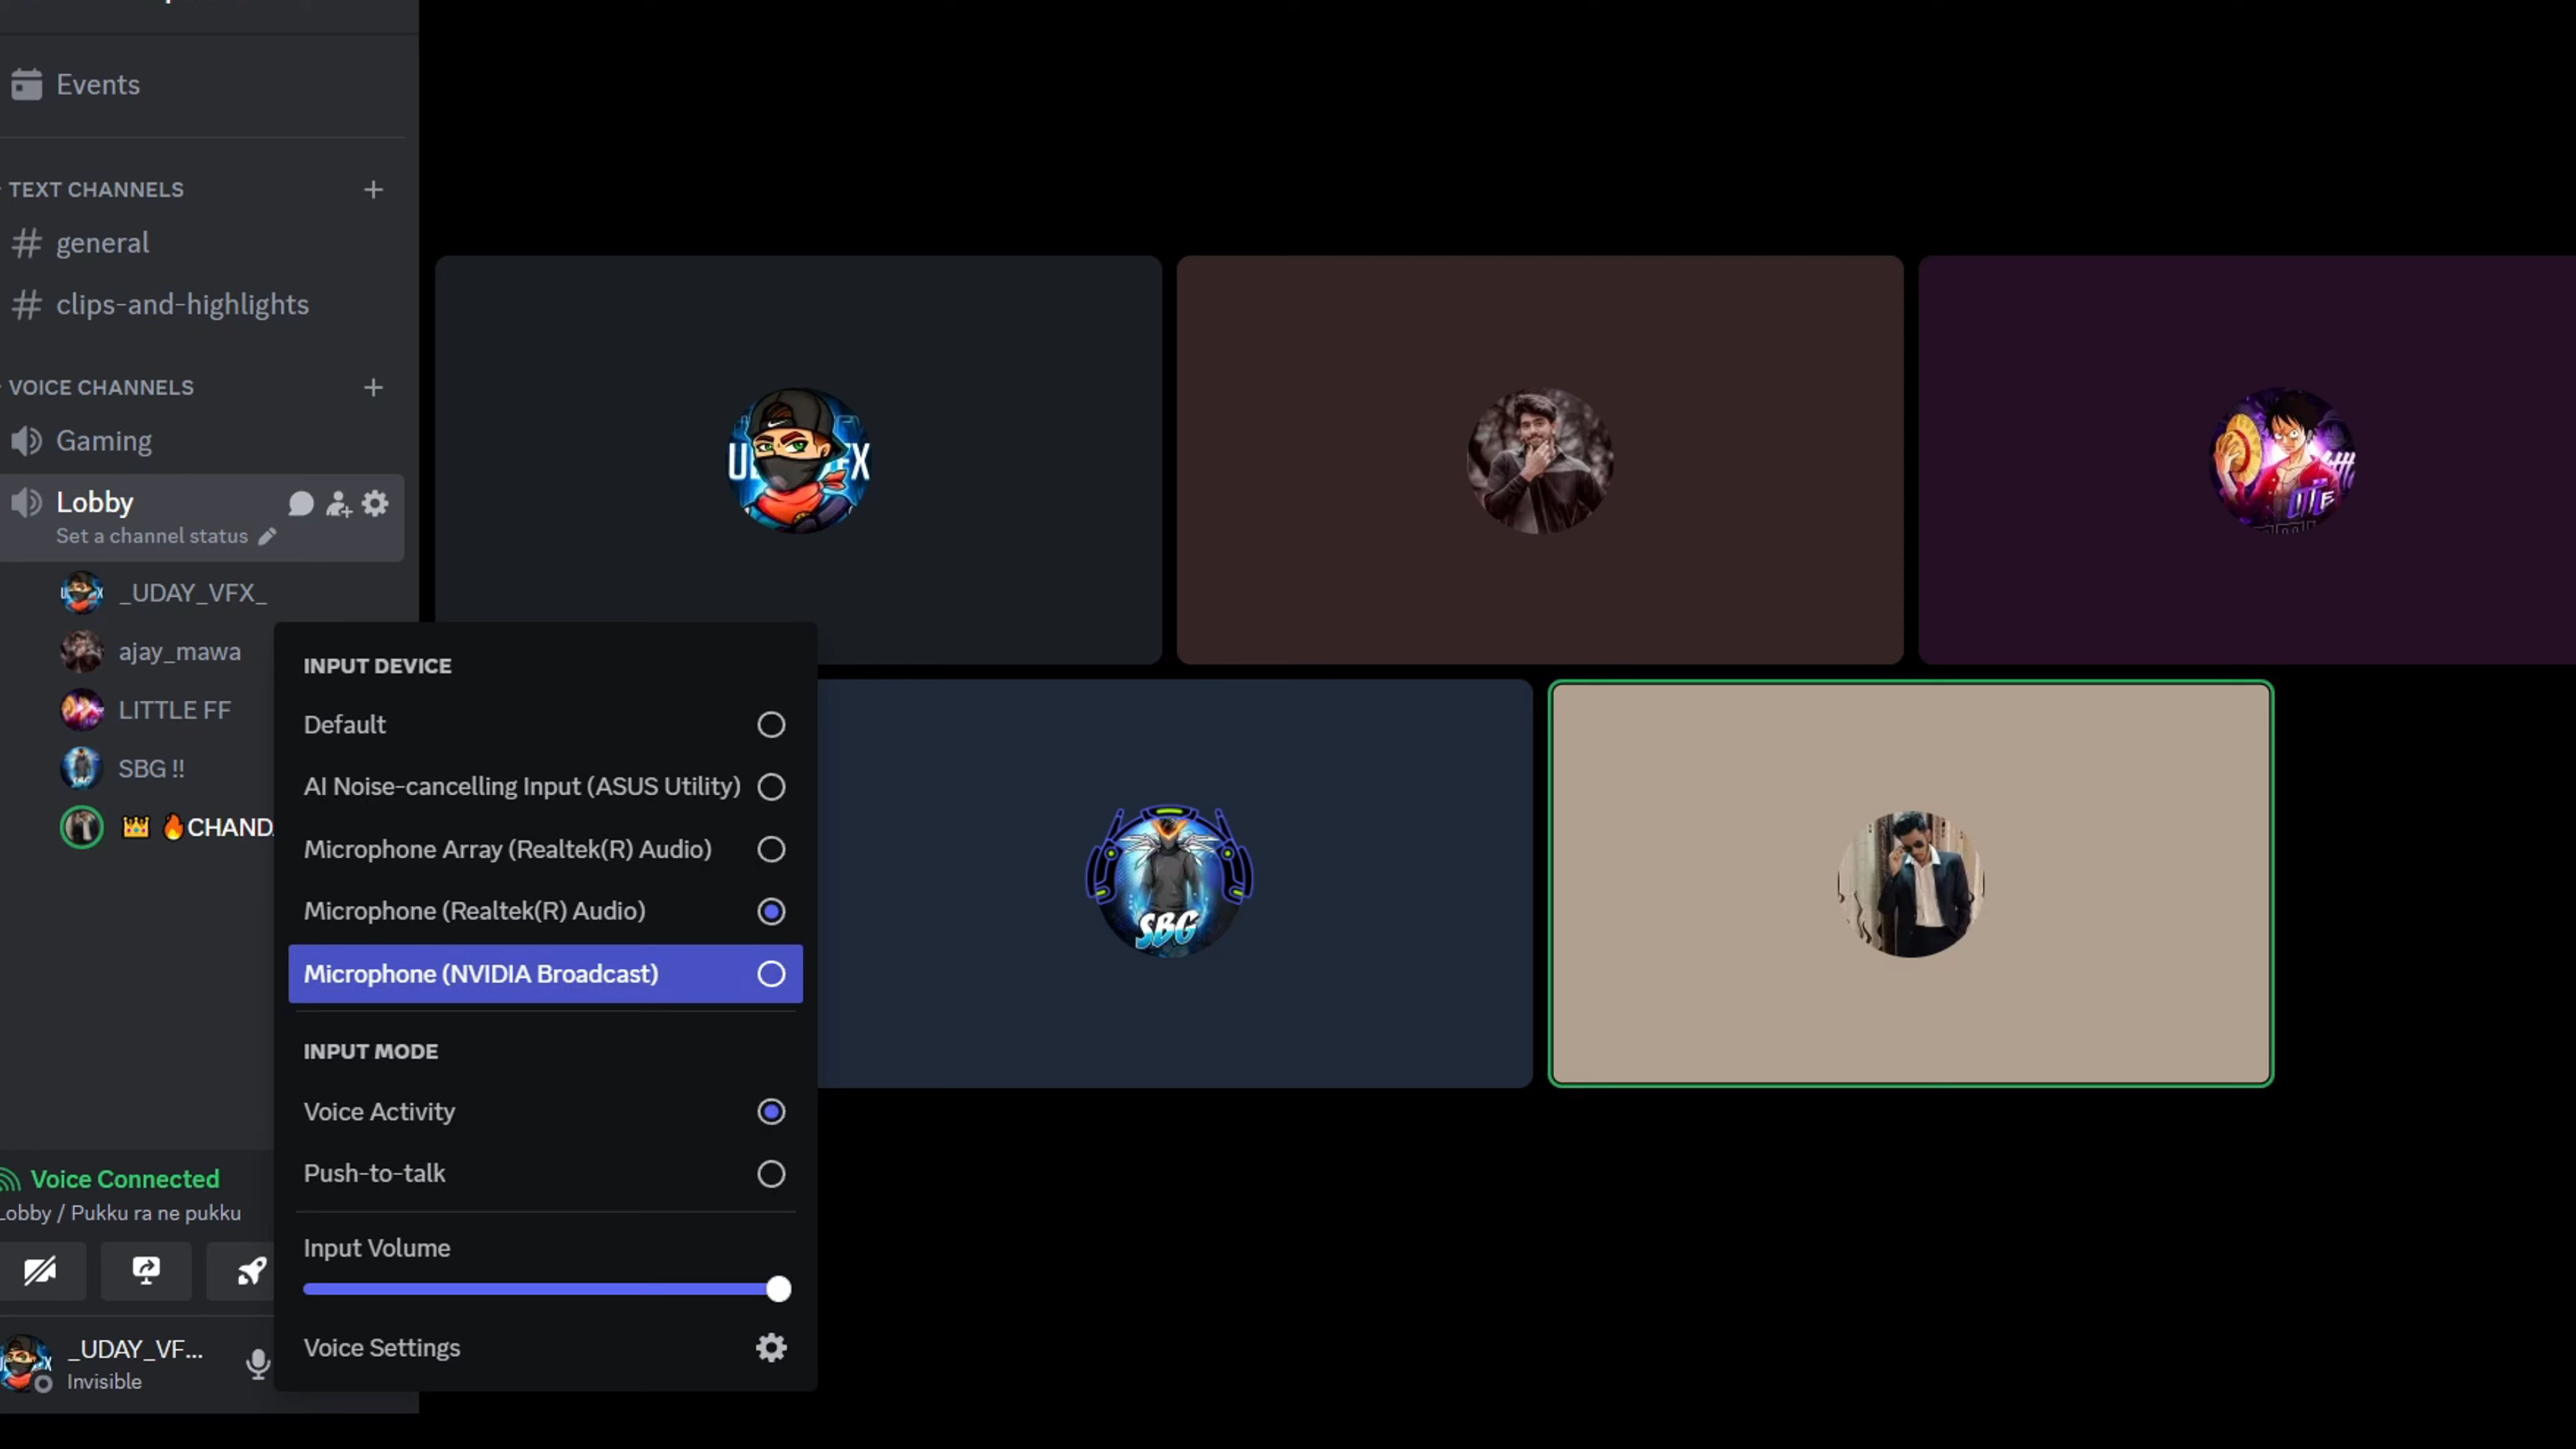 Events
TEXT CHANNELS
general
clips-and-highlights
VOICE CHANNELS
Gaming
Lobby
Set a channel status
_UDAY_VFX_
ajay_mawa
LITTLE FF
SBG !!
👑 🔥CHAND
INPUT DEVICE
Default
AI Noise-cancelling Input (ASUS Utility)
Microphone Array (Realtek(R) Audio)
Microphone (Realtek(R) Audio)
Microphone (NVIDIA Broadcast)
INPUT MODE
Voice Activity
Push-to-talk
Input Volume
Voice Settings
Voice Connected
Lobby / Pukku ra ne pukku
_UDAY_VF...
Invisible
SBG